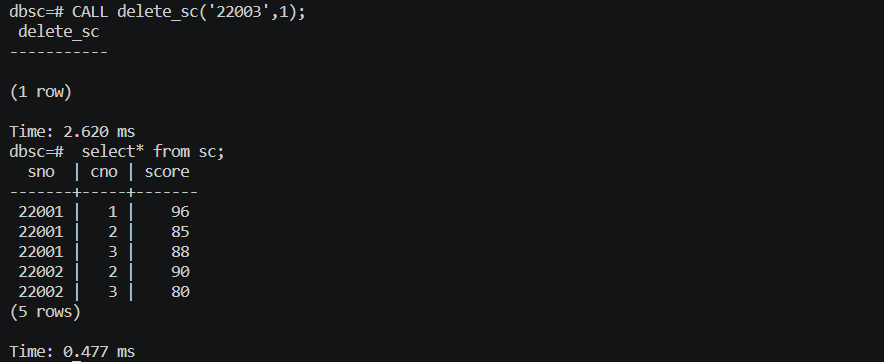 dbsc=# CALL delete_sc('22003',1);
 delete_sc
-----------

(1 row)

Time: 2.620 ms
dbsc=#  select* from sc;
  sno  | cno | score
-------+-----+-------
 22001 |   1 |    96
 22001 |   2 |    85
 22001 |   3 |    88
 22002 |   2 |    90
 22002 |   3 |    80
(5 rows)

Time: 0.477 ms